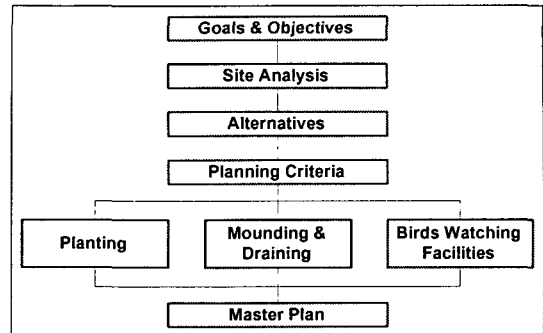 Goals & Objectives
Site Analysis
Alternatives
Planning Criteria
Planting
Mounding &
Draining
Birds Watching
Facilities
Master Plan